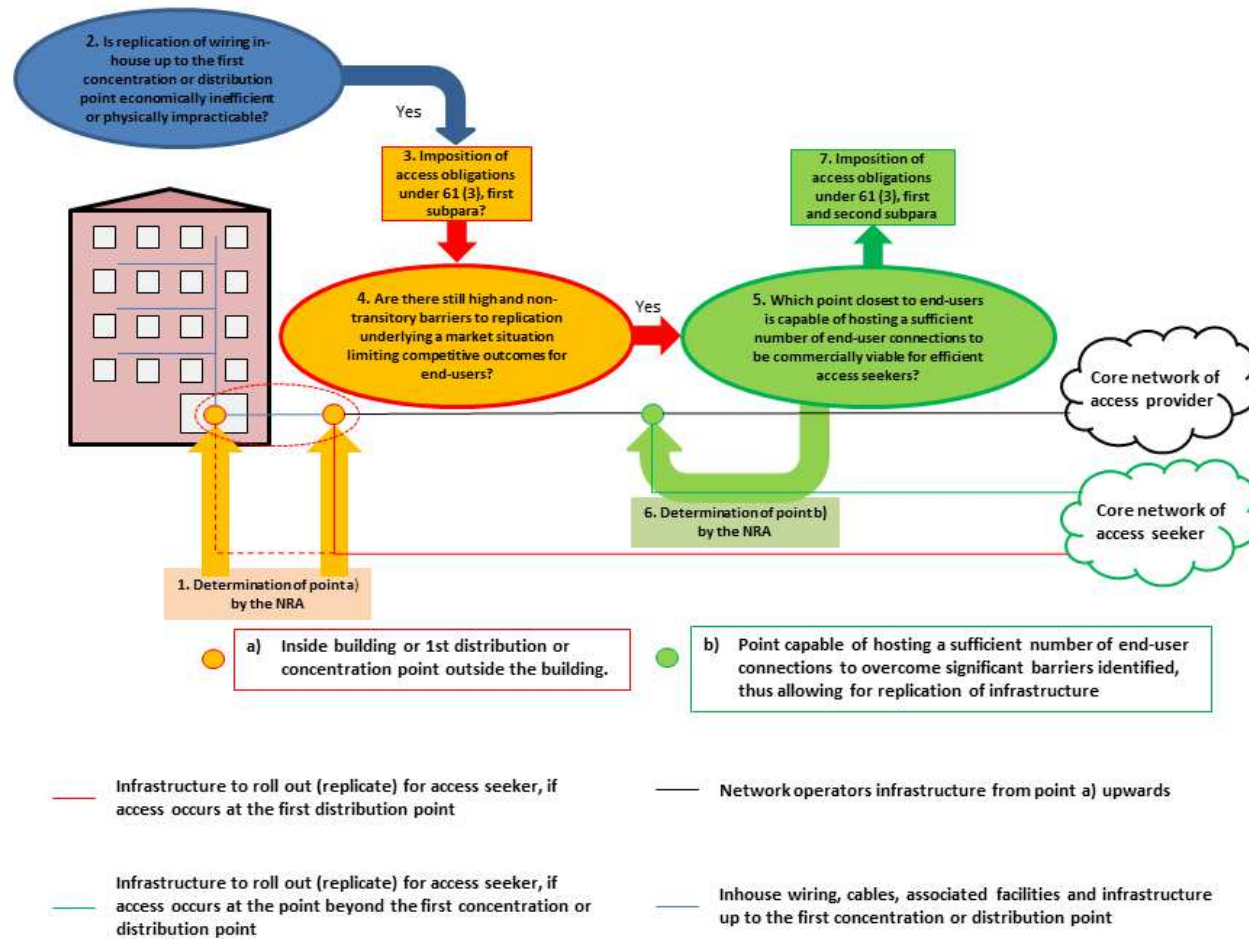 2. Is replication of wiring in-
house up to the first
concentration or distribution
point economically inefficient
or physically impracticable?
Yes
3. Imposition of
access obligations
under 61 (3), first
subpara?
7. Imposition of
access obligations
under 61 (3), first
and second subpara
4. Are there still high and non-
transitory barriers to replication
underlying a market situation
limiting competitive outcomes for
end-users?
Yes
5. Which point closest to end-users
is capable of hosting a sufficient
number of end-user connections to
be commercially viable for efficient
access seekers?
Core network of
access provider
6. Determination of point b)
by the NRA
Core network of
access seeker
1. Determination of point a)
by the NRA
a) Inside building or 1st distribution or
concentration point outside the building.
b) Point capable of hosting a sufficient number of end-user
connections to overcome significant barriers identified,
thus allowing for replication of infrastructure
Infrastructure to roll out (replicate) for access seeker, if
access occurs at the first distribution point
Network operators infrastructure from point a) upwards
Infrastructure to roll out (replicate) for access seeker, if
access occurs at the point beyond the first concentration or
distribution point
Inhouse wiring, cables, associated facilities and infrastructure
up to the first concentration or distribution point